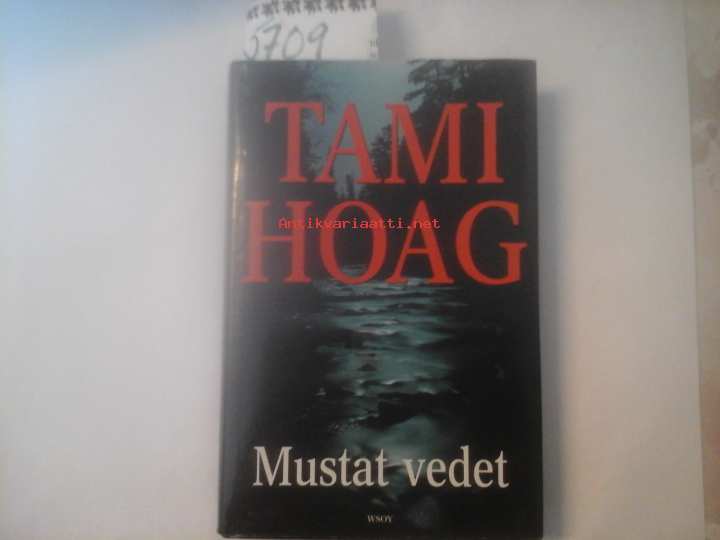 5709
TAMI
Antikvariaatti.net
HOAG
Mustat vedet
WSOY